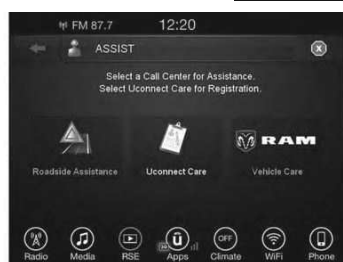 FM 87.7 12:20
ASSIST
Select a Call Center for Assistance.
Select Uconnect Care for Registration.
RAM
Roadside Assistance Uconnect Care Vehicle Care
OFF
Radio Media RSE Apps Climate WiFi Phone